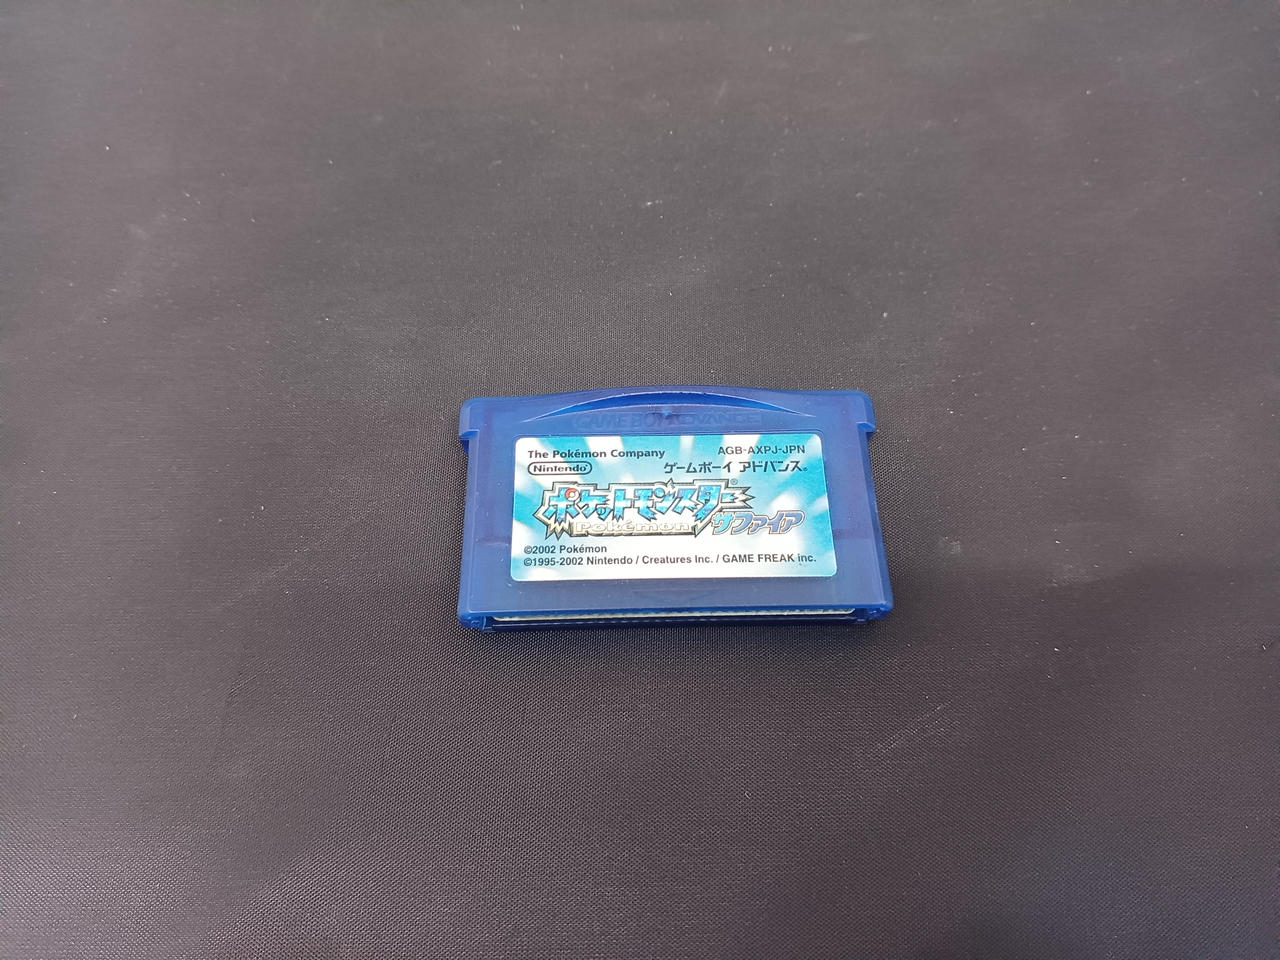 GAME BOY ADVANCE
The Pokémon Company AGB-AXPJ-JPN
Nintendo® ゲームボーイ アドバンス®
ポケットモンスター®
Pokémon サファイア
©2002 Pokémon
©1995-2002 Nintendo / Creatures Inc. / GAME FREAK inc.